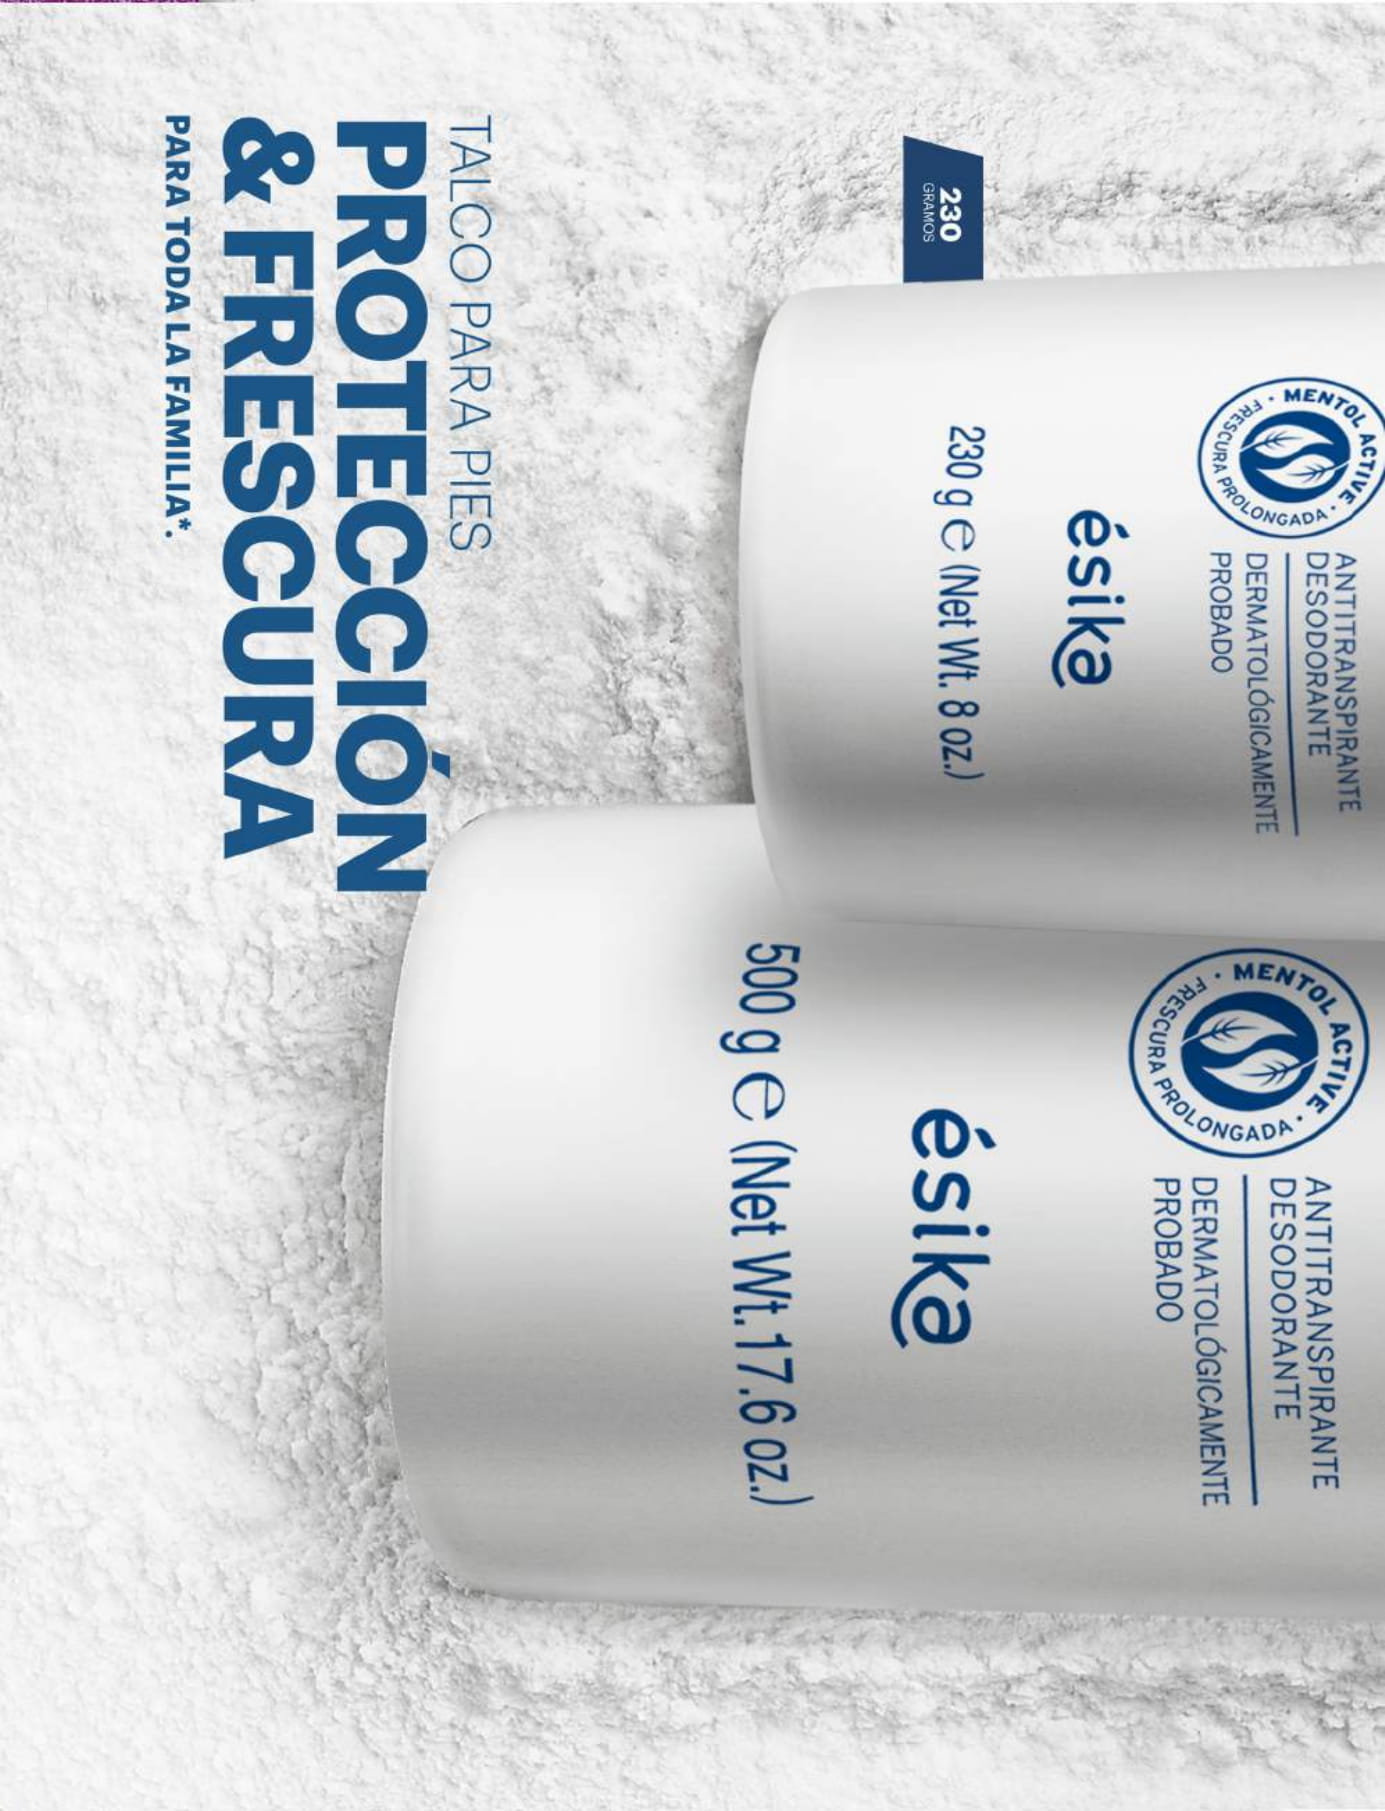 230
GRAMOS
MENTOL ACTIVE
FRESCURA PROLONGADA
ANTITRANSPIRANTE
DESODORANTE
DERMATOLÓGICAMENTE
PROBADO
ésika
230 g e (Net Wt. 8 oz.)
MENTOL ACTIVE
FRESCURA PROLONGADA
ANTITRANSPIRANTE
DESODORANTE
DERMATOLÓGICAMENTE
PROBADO
ésika
500 g e (Net Wt. 17.6 oz.)
TALCO PARA PIES
PROTECCIÓN
& FRESCURA
PARA TODA LA FAMILIA*.